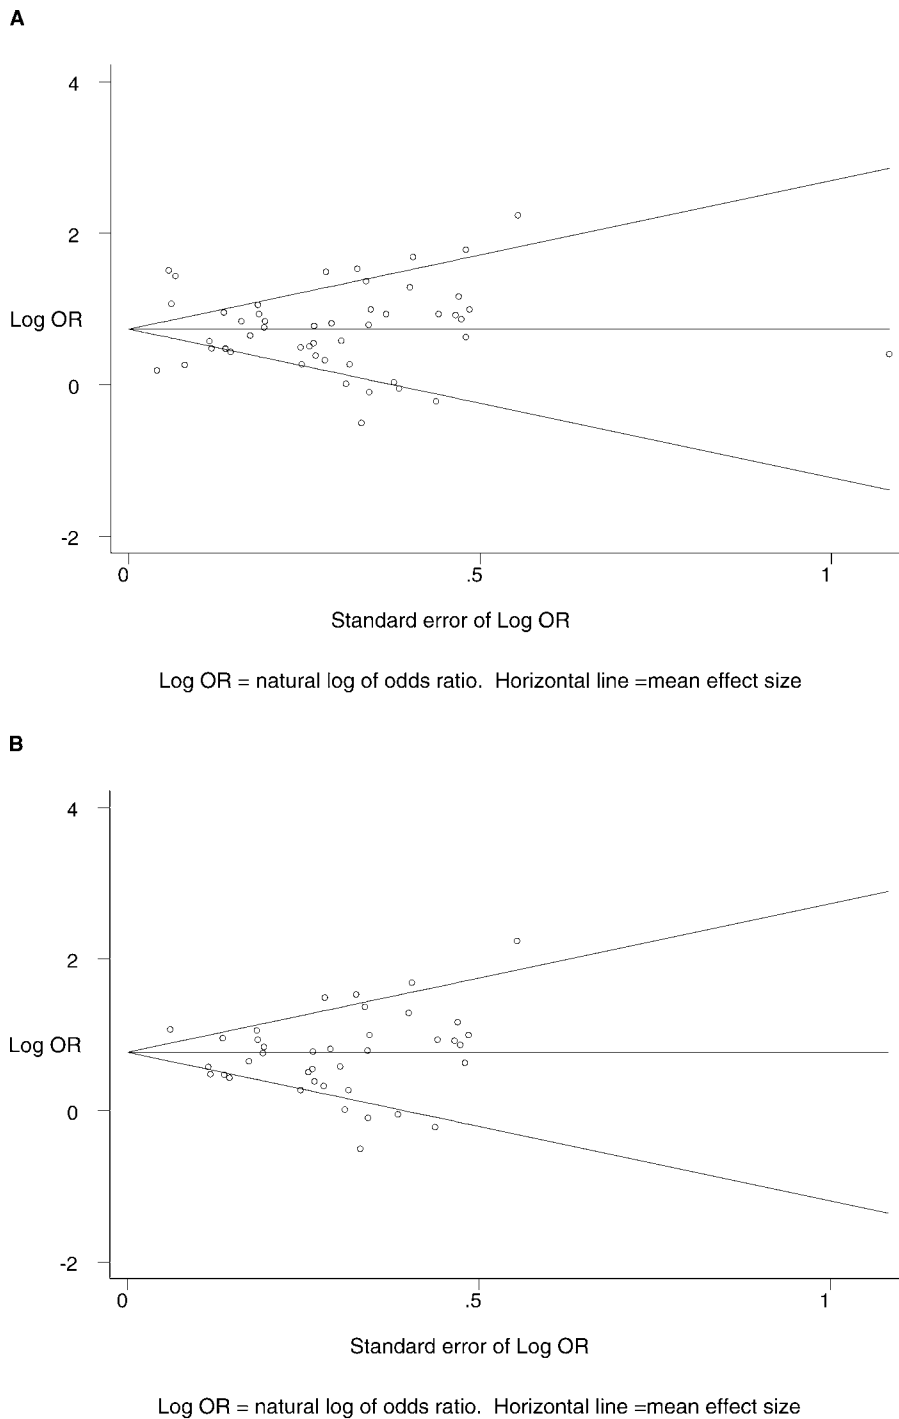 A
4
2
Log OR
0
-2
0 .5 1
Standard error of Log OR
Log OR = natural log of odds ratio. Horizontal line =mean effect size
B
4
2
Log OR
0
-2
0 .5 1
Standard error of Log OR
Log OR = natural log of odds ratio. Horizontal line =mean effect size